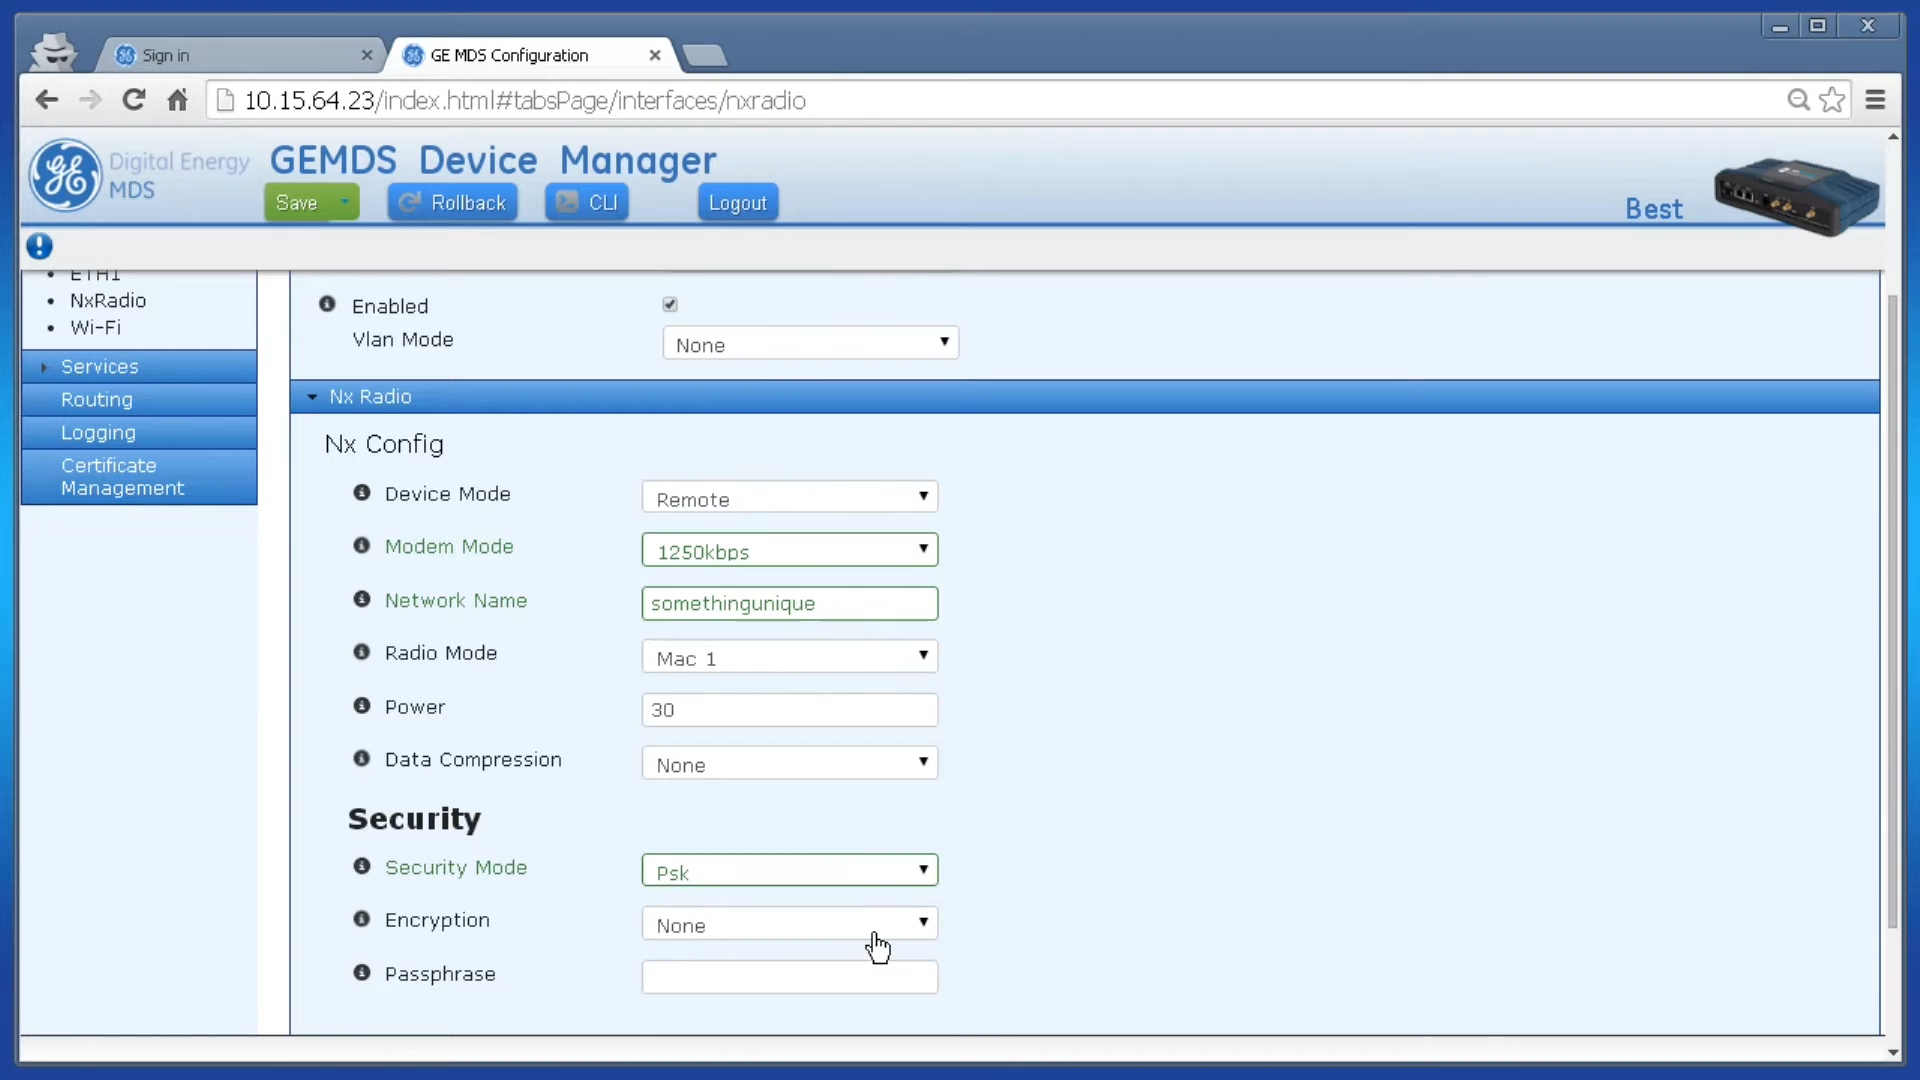 Sign in
GE MDS Configuration
10.15.64.23/index.html#tabsPage/interfaces/nxradio
Digital Energy
MDS
GEMDS Device Manager
Save
Rollback
CLI
Logout
Best
ETH1
NxRadio
Wi-Fi
Services
Routing
Logging
Certificate
Management
Enabled
Vlan Mode
None
Nx Radio
Nx Config
Device Mode
Remote
Modem Mode
1250kbps
Network Name
somethingunique
Radio Mode
Mac 1
Power
30
Data Compression
None
Security
Security Mode
Psk
Encryption
None
Passphrase